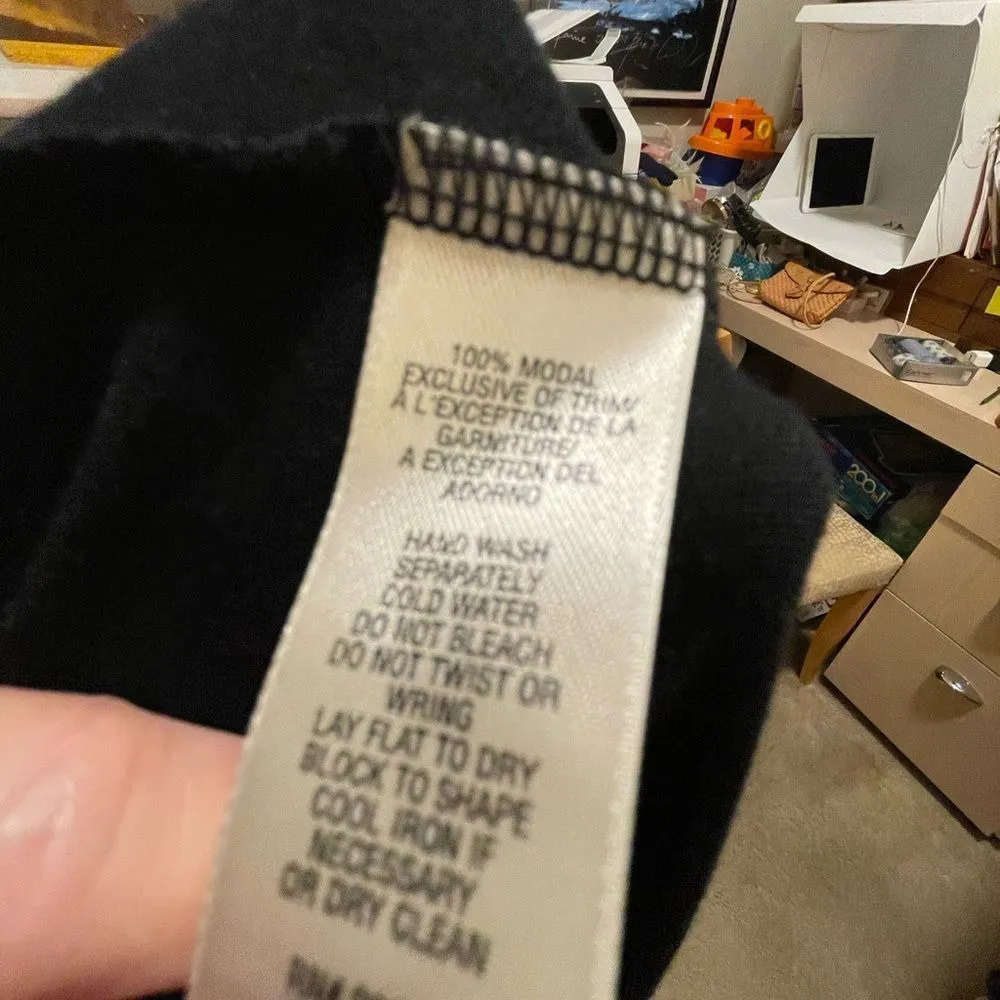 100% MODAL
EXCLUSIVE OF TRIM/
A L'EXCEPTION DE LA
GARNITURE/
A EXCEPTION DEL
ADORNO
HAND WASH
SEPARATELY
COLD WATER
DO NOT BLEACH
DO NOT TWIST OR
WRING
LAY FLAT TO DRY
BLOCK TO SHAPE
COOL IRON IF
NECESSARY
OR DRY CLEAN
200